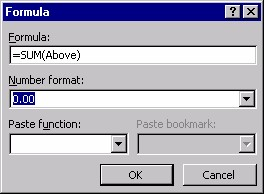 Formula
Formula:
=SUM(Above)
Number format:
0.00
Paste function: Paste bookmark:
OK Cancel